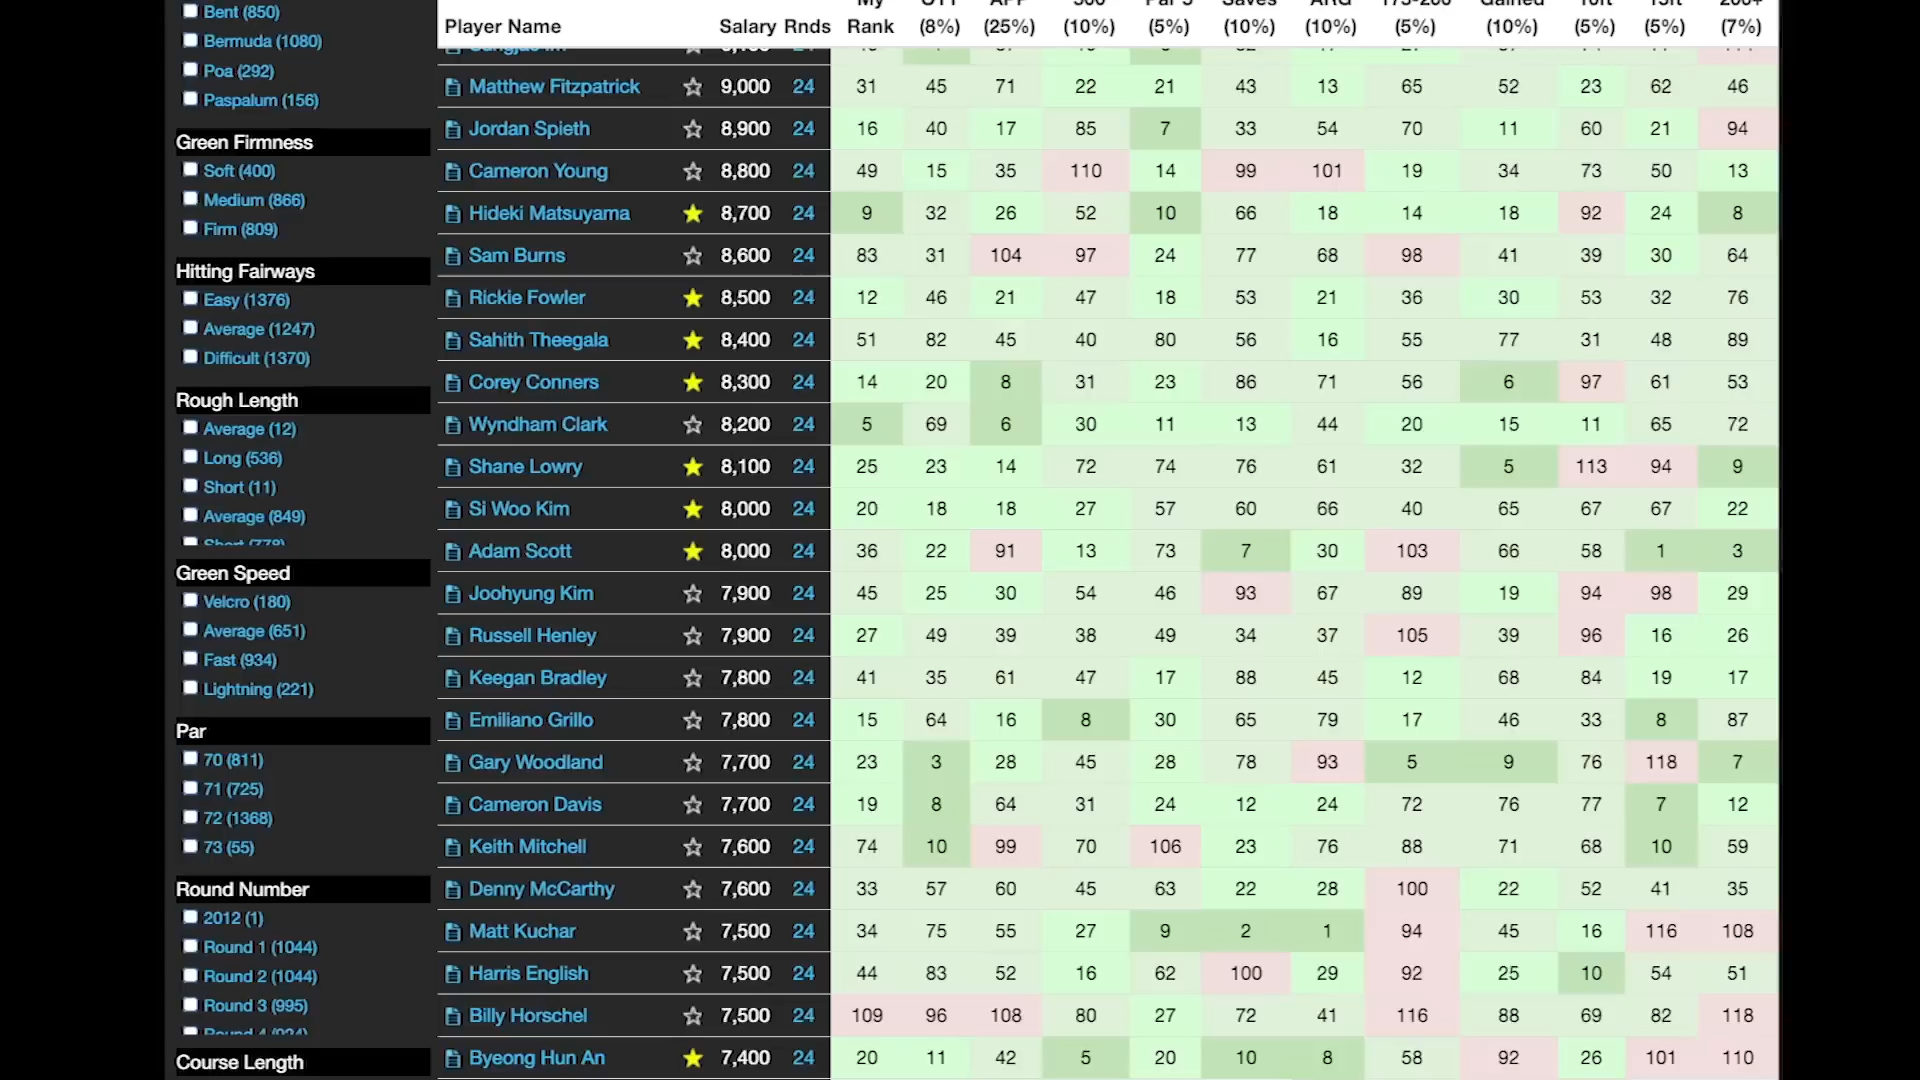 Bent (850)
Bermuda (1080)
Poa (292)
Paspalum (156)
Green Firmness
Soft (400)
Medium (866)
Firm (809)
Hitting Fairways
Easy (1376)
Average (1247)
Difficult (1370)
Rough Length
Average (12)
Long (536)
Short (11)
Average (849)
Short (778)
Green Speed
Velcro (180)
Average (651)
Fast (934)
Lightning (221)
Par
70 (811)
71 (725)
72 (1368)
73 (55)
Round Number
2012 (1)
Round 1 (1044)
Round 2 (1044)
Round 3 (995)
Round 4 (934)
Course Length
My Par 5 Saves ARG 175-200 Gained
Player Name Salary Rnds Rank (8%) (25%) (10%) (5%) (10%) (10%) (5%) (10%) (5%) (5%) (7%)
Matthew Fitzpatrick 9,000 24 31 45 71 22 21 43 13 65 52 23 62 46
Jordan Spieth 8,900 24 16 40 17 85 7 33 54 70 11 60 21 94
Cameron Young 8,800 24 49 15 35 110 14 99 101 19 34 73 50 13
Hideki Matsuyama 8,700 24 9 32 26 52 10 66 18 14 18 92 24 8
Sam Burns 8,600 24 83 31 104 97 24 77 68 98 41 39 30 64
Rickie Fowler 8,500 24 12 46 21 47 18 53 21 36 30 53 32 76
Sahith Theegala 8,400 24 51 82 45 40 80 56 16 55 77 31 48 89
Corey Conners 8,300 24 14 20 8 31 23 86 71 56 6 97 61 53
Wyndham Clark 8,200 24 5 69 6 30 11 13 44 20 15 11 65 72
Shane Lowry 8,100 24 25 23 14 72 74 76 61 32 5 113 94 9
Si Woo Kim 8,000 24 20 18 18 27 57 60 66 40 65 67 67 22
Adam Scott 8,000 24 36 22 91 13 73 7 30 103 66 58 1 3
Joohyung Kim 7,900 24 45 25 30 54 46 93 67 89 19 94 98 29
Russell Henley 7,900 24 27 49 39 38 49 34 37 105 39 96 16 26
Keegan Bradley 7,800 24 41 35 61 47 17 88 45 12 68 84 19 17
Emiliano Grillo 7,800 24 15 64 16 8 30 65 79 17 46 33 8 87
Gary Woodland 7,700 24 23 3 28 45 28 78 93 5 9 76 118 7
Cameron Davis 7,700 24 19 8 64 31 24 12 24 72 76 77 7 12
Keith Mitchell 7,600 24 74 10 99 70 106 23 76 88 71 68 10 59
Denny McCarthy 7,600 24 33 57 60 45 63 22 28 100 22 52 41 35
Matt Kuchar 7,500 24 34 75 55 27 9 2 1 94 45 16 116 108
Harris English 7,500 24 44 83 52 16 62 100 29 92 25 10 54 51
Billy Horschel 7,500 24 109 96 108 80 27 72 41 116 88 69 82 118
Byeong Hun An 7,400 24 20 11 42 5 20 10 8 58 92 26 101 110